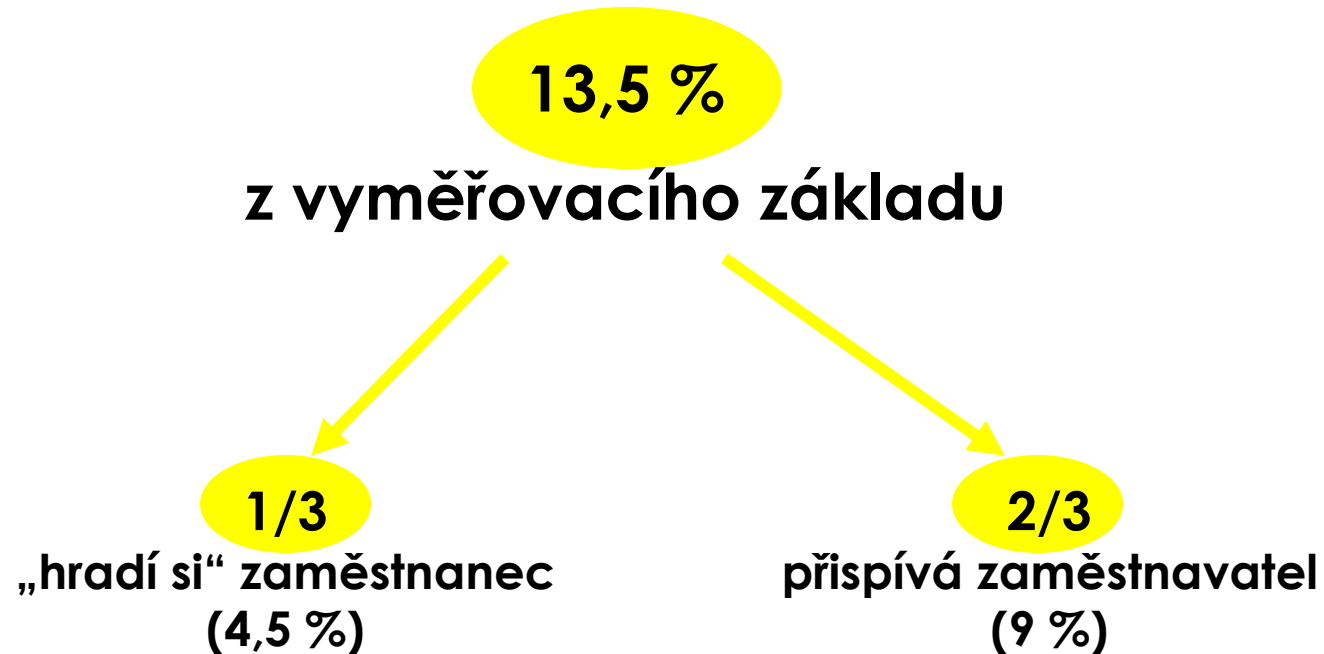 13,5 %
z vyměřovacího základu
1/3
„hradí si“ zaměstnanec
(4,5 %)
2/3
přispívá zaměstnavatel
(9 %)